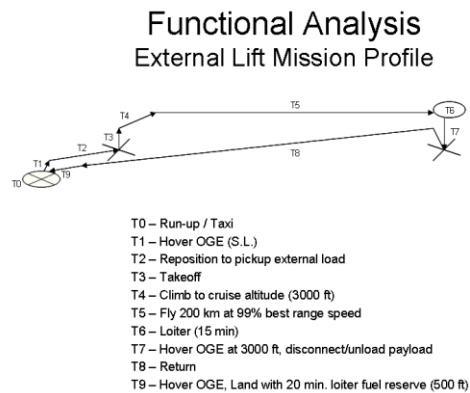 Functional Analysis
External Lift Mission Profile
T5
T6
T4
T3
T7
T2
T8
T1
T9
T0
T0 – Run-up / Taxi
T1 – Hover OGE (S.L.)
T2 – Reposition to pickup external load
T3 – Takeoff
T4 – Climb to cruise altitude (3000 ft)
T5 – Fly 200 km at 99% best range speed
T6 – Loiter (15 min)
T7 – Hover OGE at 3000 ft, disconnect/unload payload
T8 – Return
T9 – Hover OGE, Land with 20 min. loiter fuel reserve (500 ft)